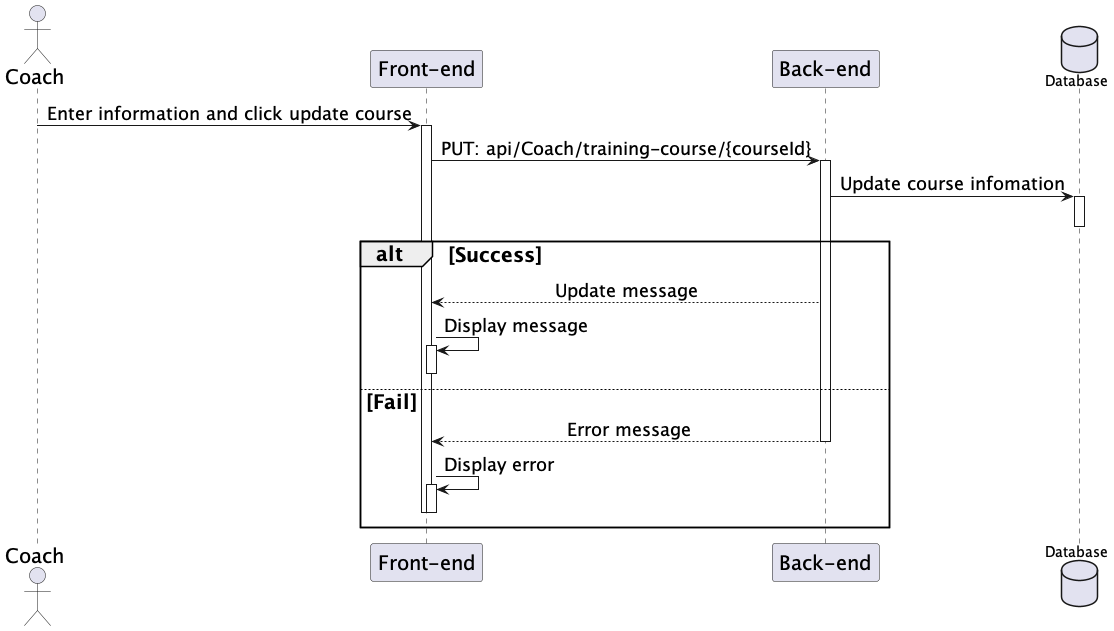 Coach
Front-end
Back-end
Database
Enter information and click update course
PUT: api/Coach/training-course/{courseId}
Update course infomation
alt
[Success]
Update message
Display message
[Fail]
Error message
Display error
Coach
Front-end
Back-end
Database